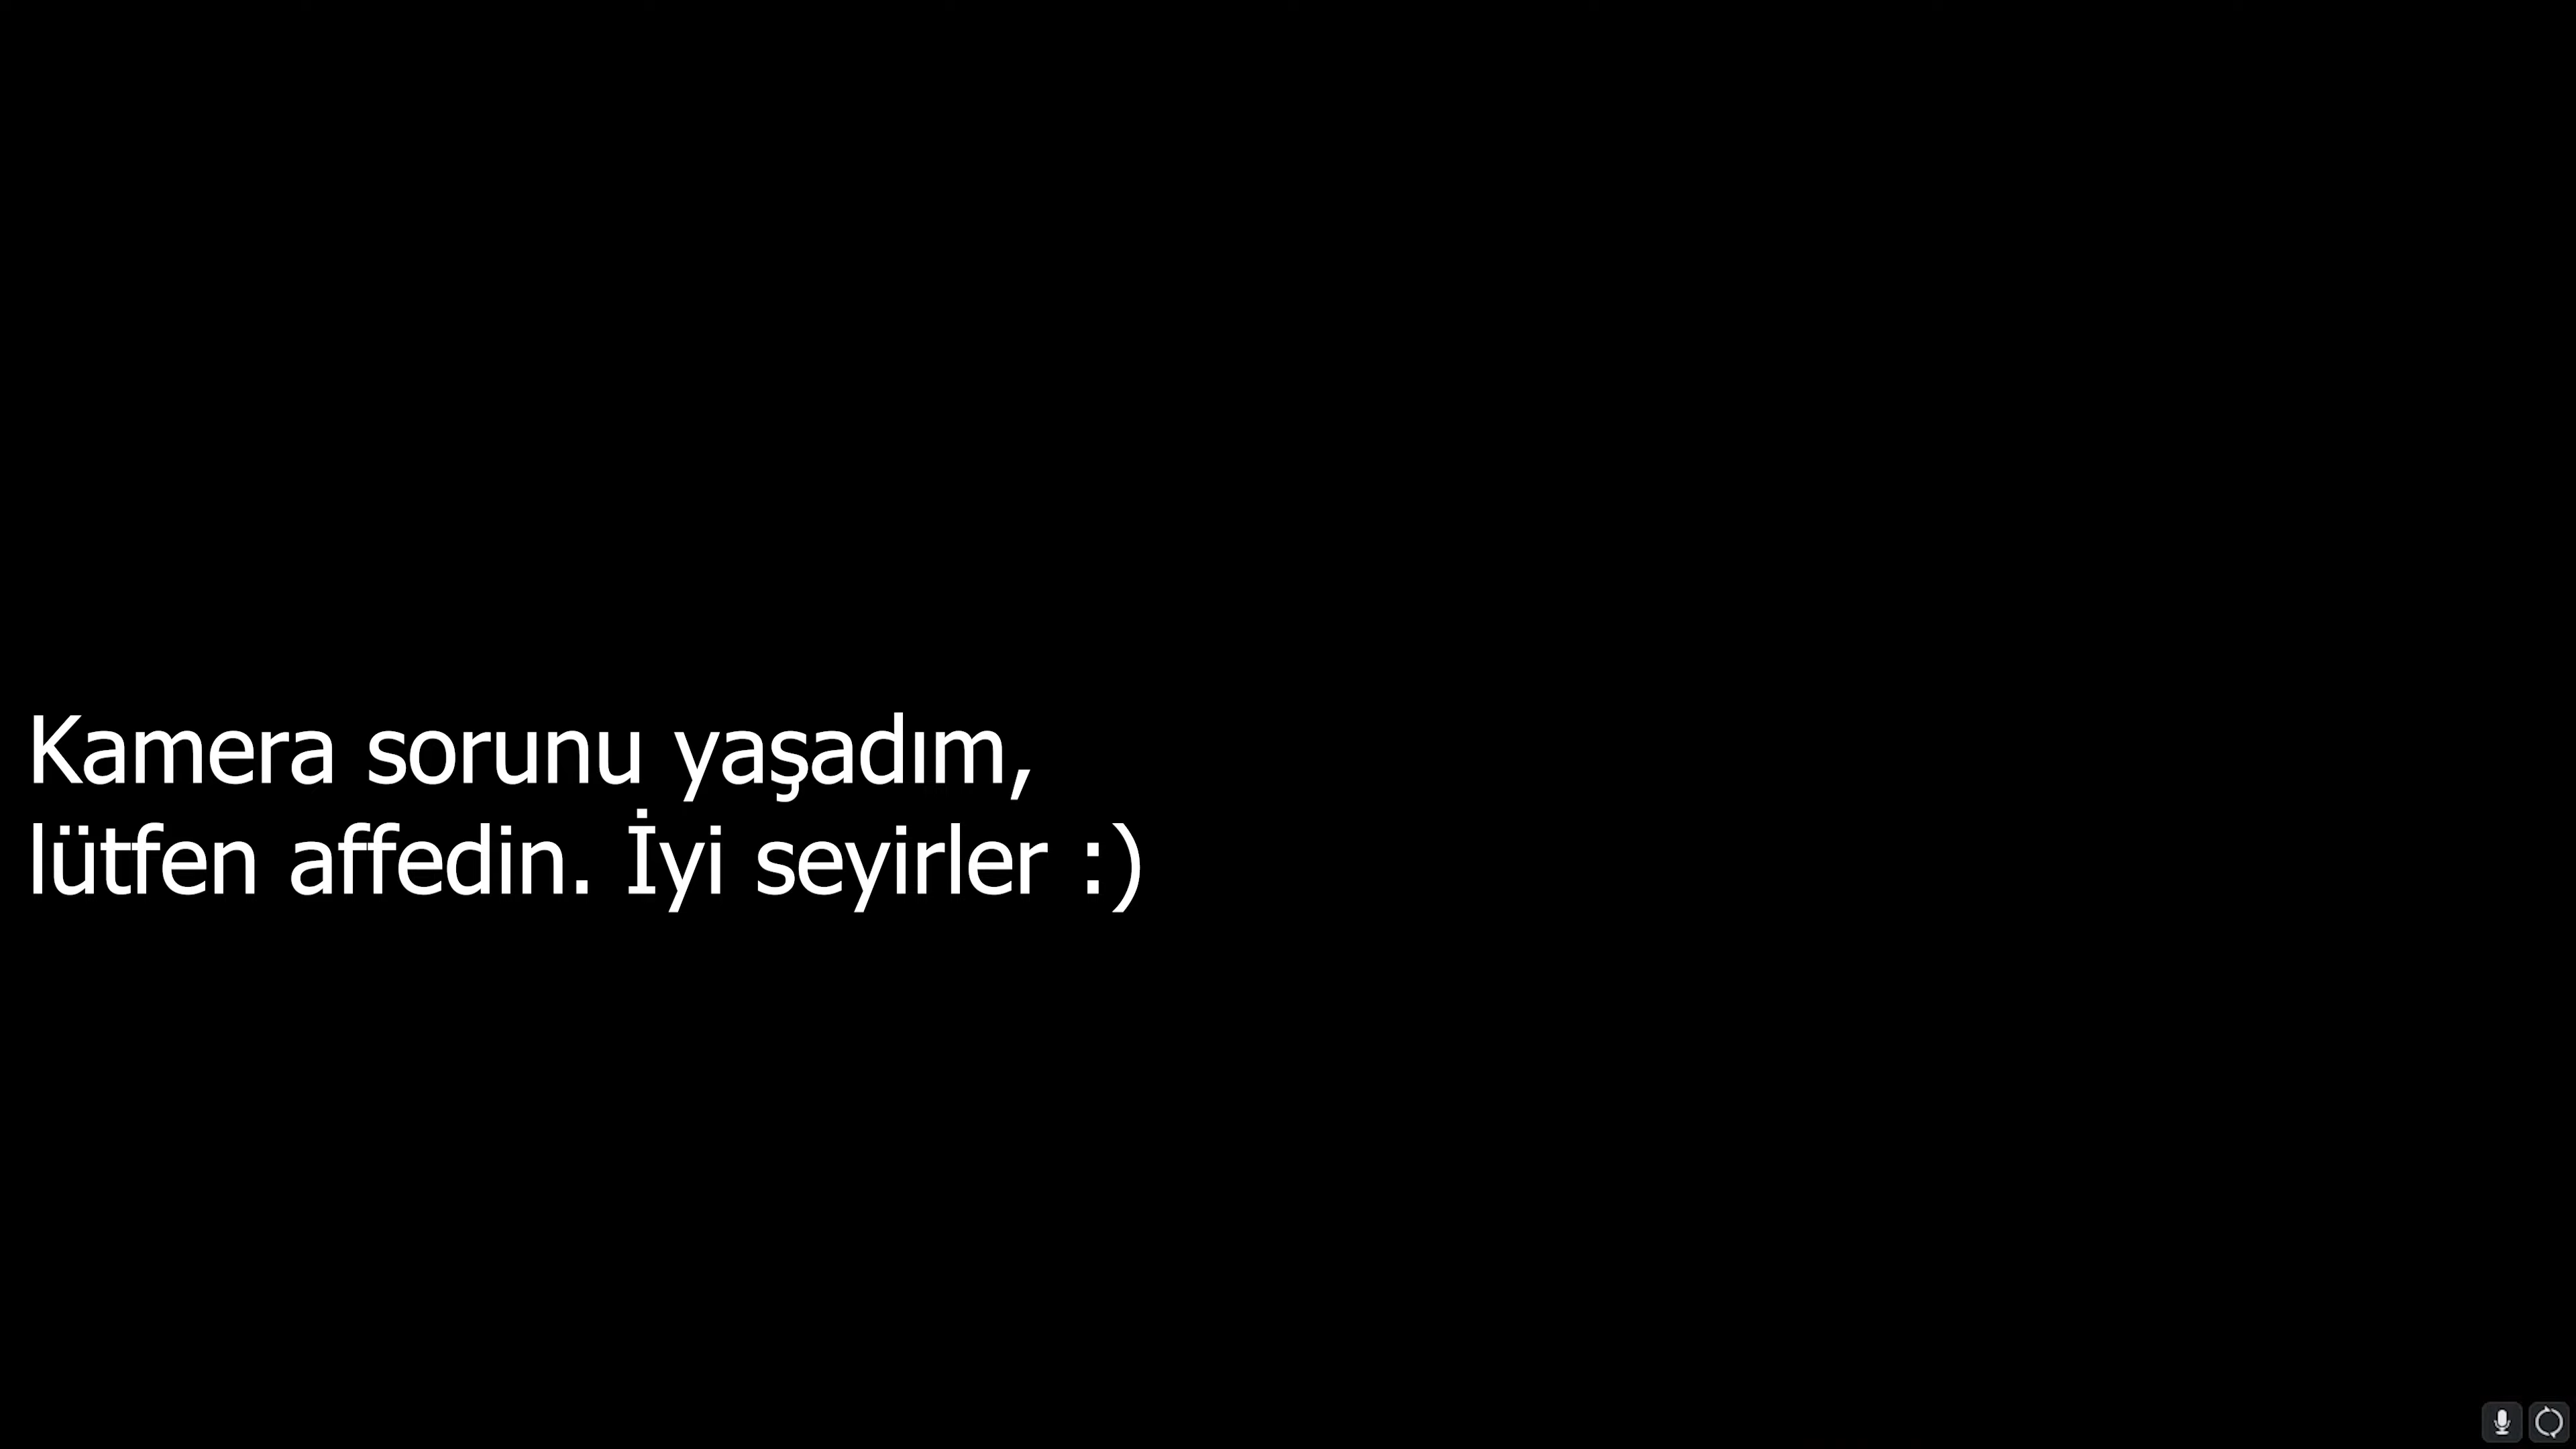 Kamera sorunu yaşadım,
lütfen affedin. İyi seyirler :)